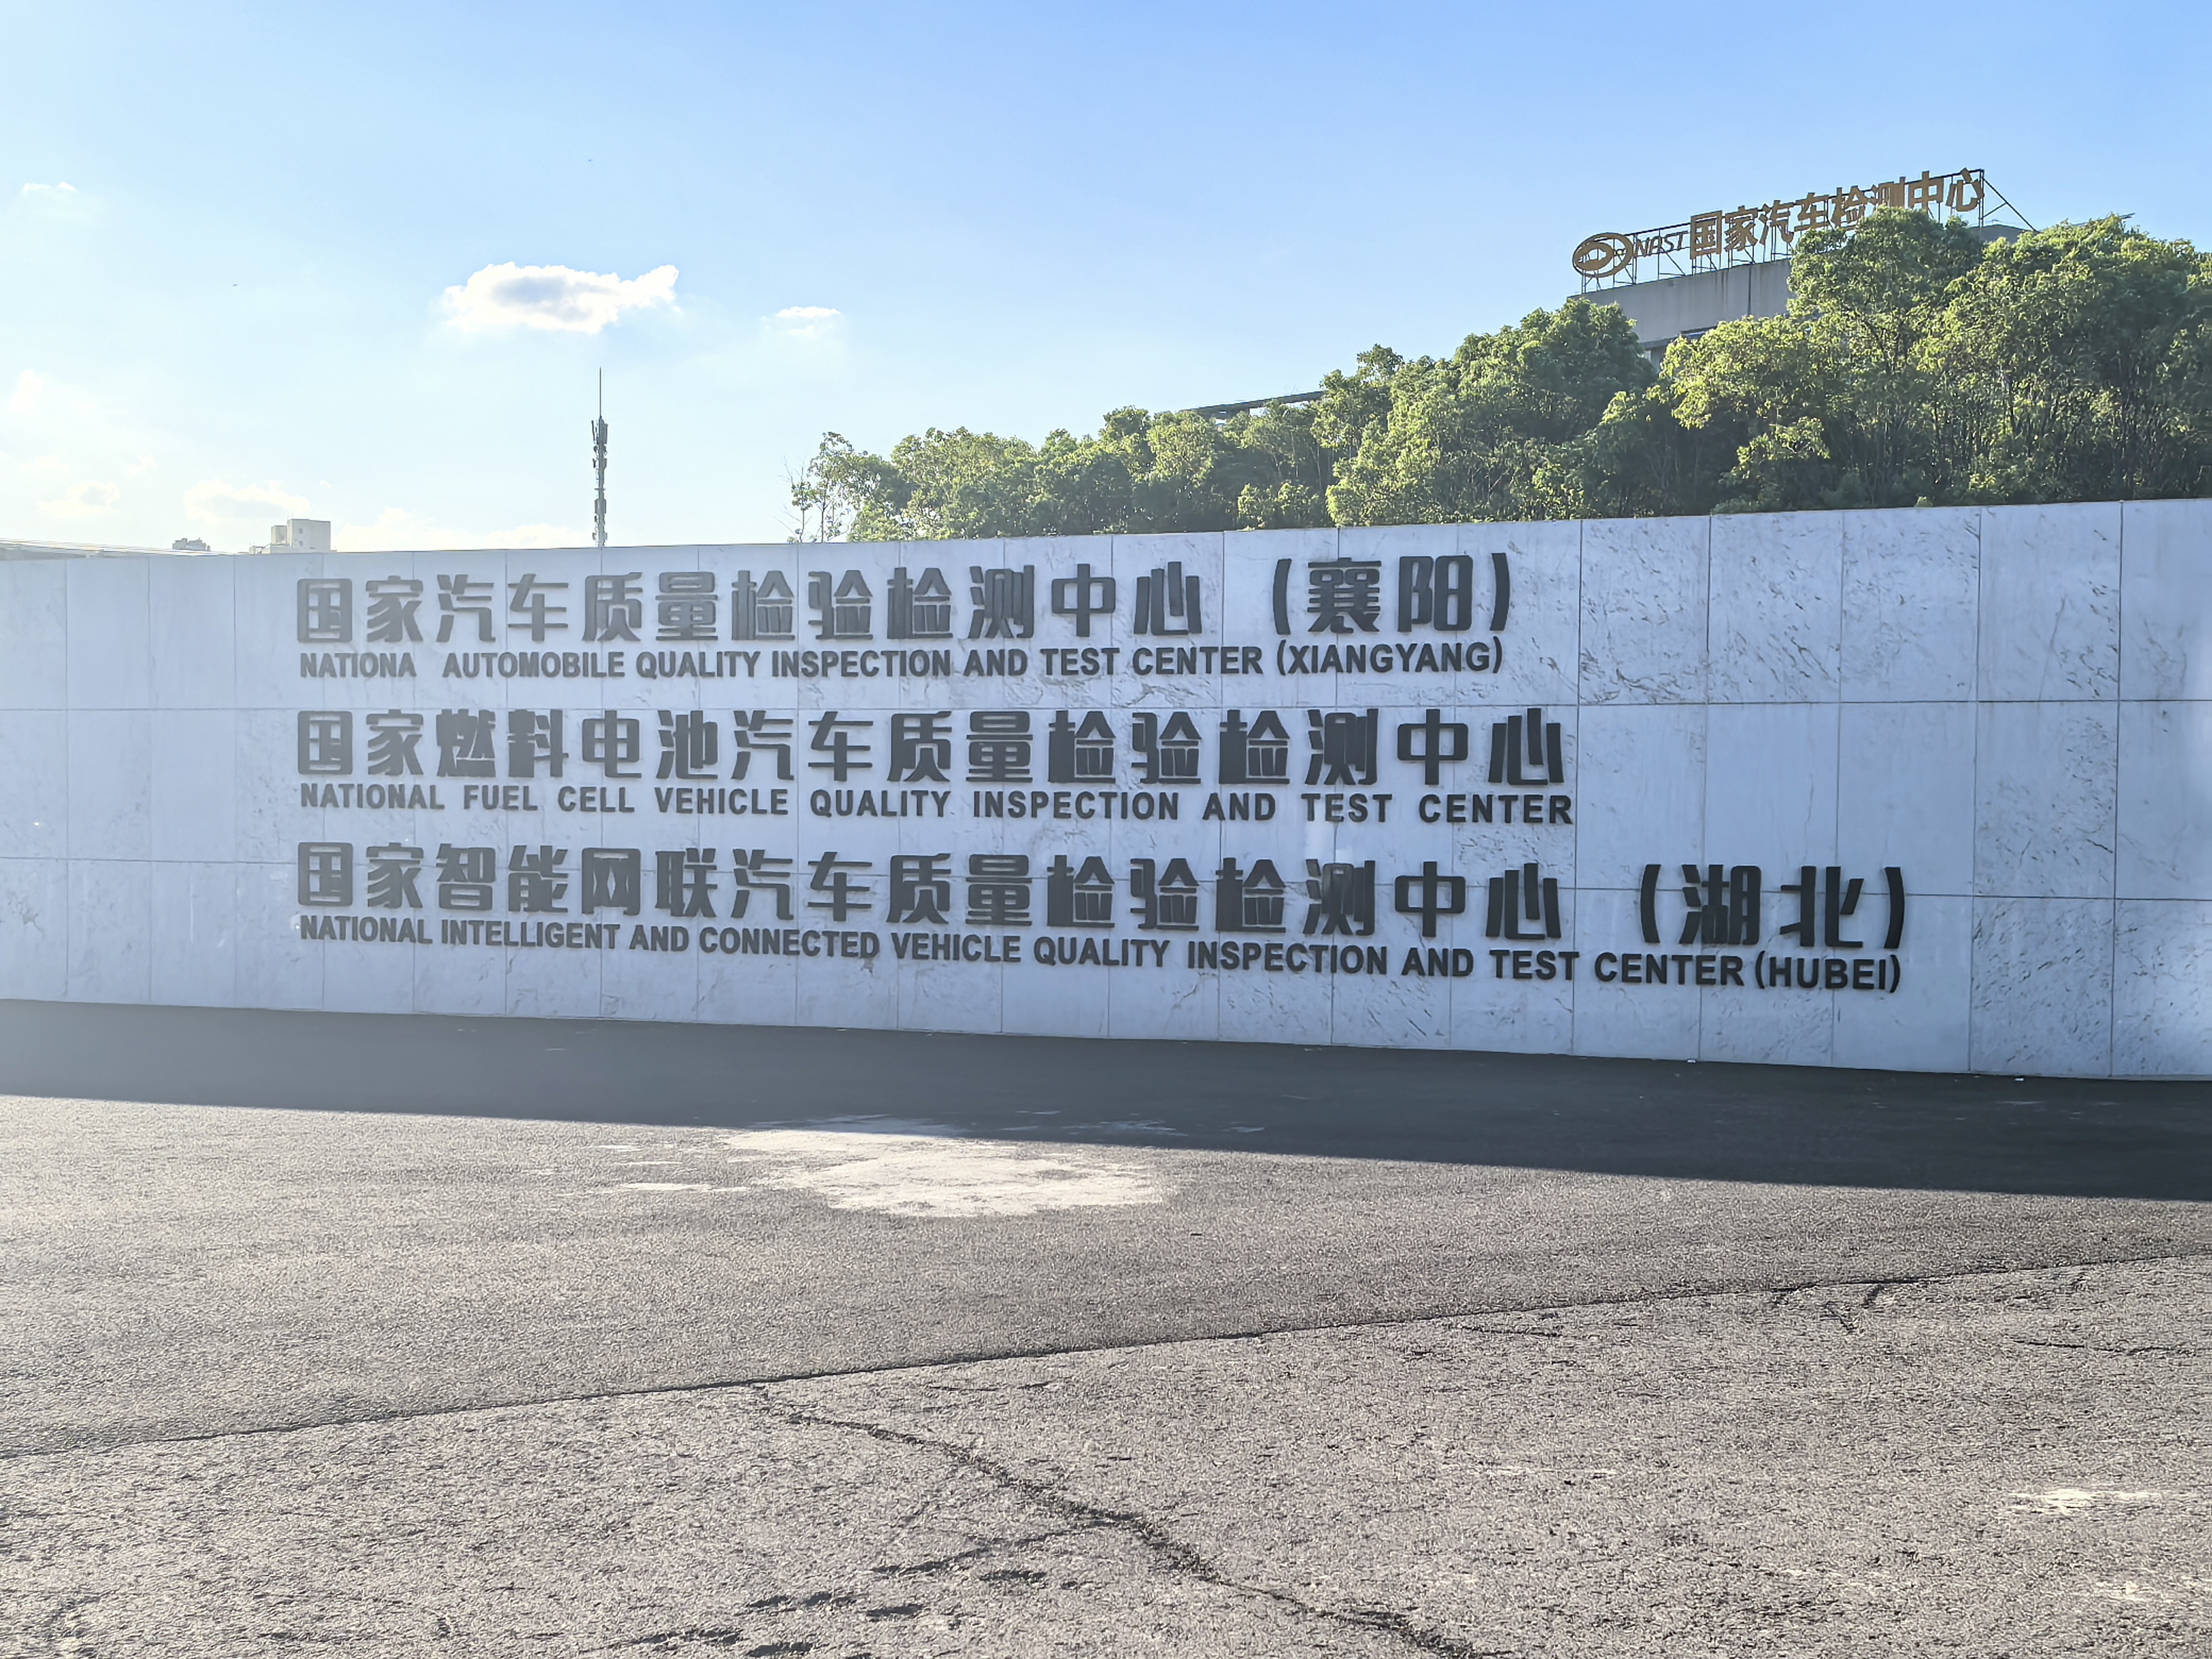 NAST国家汽车检测中心
国家汽车质量检验检测中心（襄阳）
NATIONA AUTOMOBILE QUALITY INSPECTION AND TEST CENTER (XIANGYANG)
国家燃料电池汽车质量检验检测中心
NATIONAL FUEL CELL VEHICLE QUALITY INSPECTION AND TEST CENTER
国家智能网联汽车质量检验检测中心（湖北）
NATIONAL INTELLIGENT AND CONNECTED VEHICLE QUALITY INSPECTION AND TEST CENTER (HUBEI)